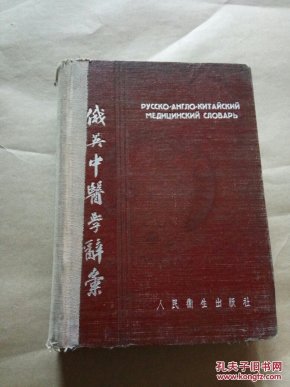 俄英中醫學辭彙
РУССКО-АНГЛО-КИТАЙСКИЙ
МЕДИЦИНСКИЙ СЛОВАРЬ
人民衛生出版社
孔夫子旧书网